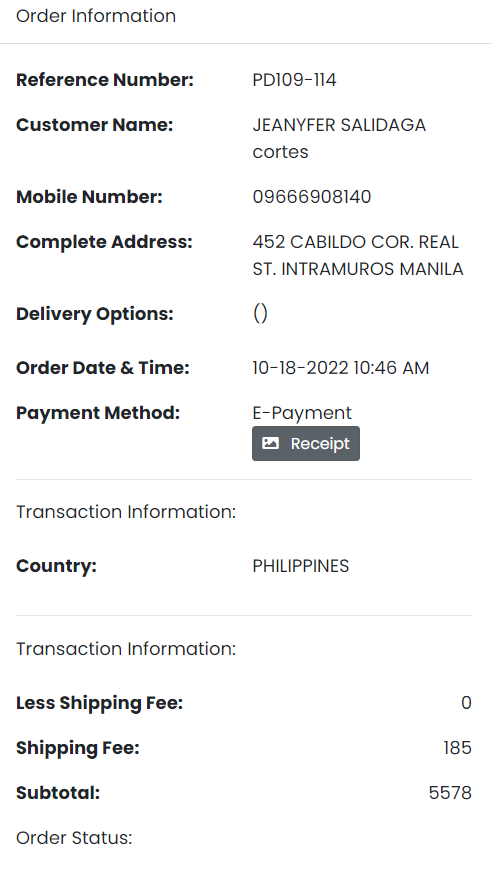 Order Information
Reference Number: PD109-114
Customer Name: JEANYFER SALIDAGA
cortes
Mobile Number: 09666908140
Complete Address: 452 CABILDO COR. REAL
ST. INTRAMUROS MANILA
Delivery Options: ()
Order Date & Time: 10-18-2022 10:46 AM
Payment Method: E-Payment
Receipt
Transaction Information:
Country: PHILIPPINES
Transaction Information:
Less Shipping Fee: 0
Shipping Fee: 185
Subtotal: 5578
Order Status: